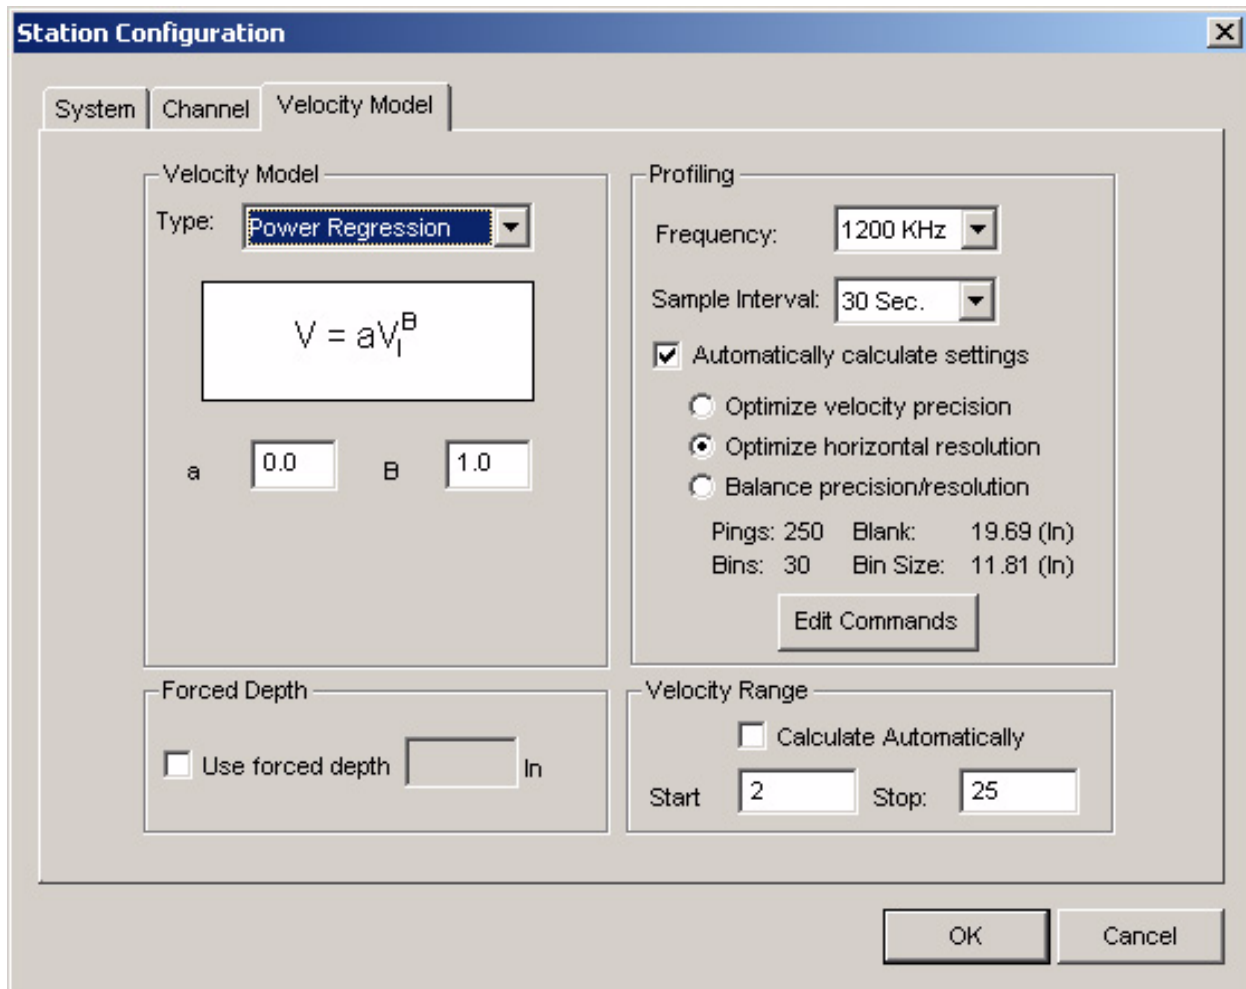 Station Configuration
System
Channel
Velocity Model
Velocity Model
Type:
Power Regression
V = aV_I^B
a
0.0
B
1.0
Profiling
Frequency:
1200 KHz
Sample Interval:
30 Sec.
Automatically calculate settings
Optimize velocity precision
Optimize horizontal resolution
Balance precision/resolution
Pings: 250 Blank: 19.69 (In)
Bins: 30 Bin Size: 11.81 (In)
Edit Commands
Forced Depth
Use forced depth
In
Velocity Range
Calculate Automatically
Start 2 Stop: 25
OK
Cancel